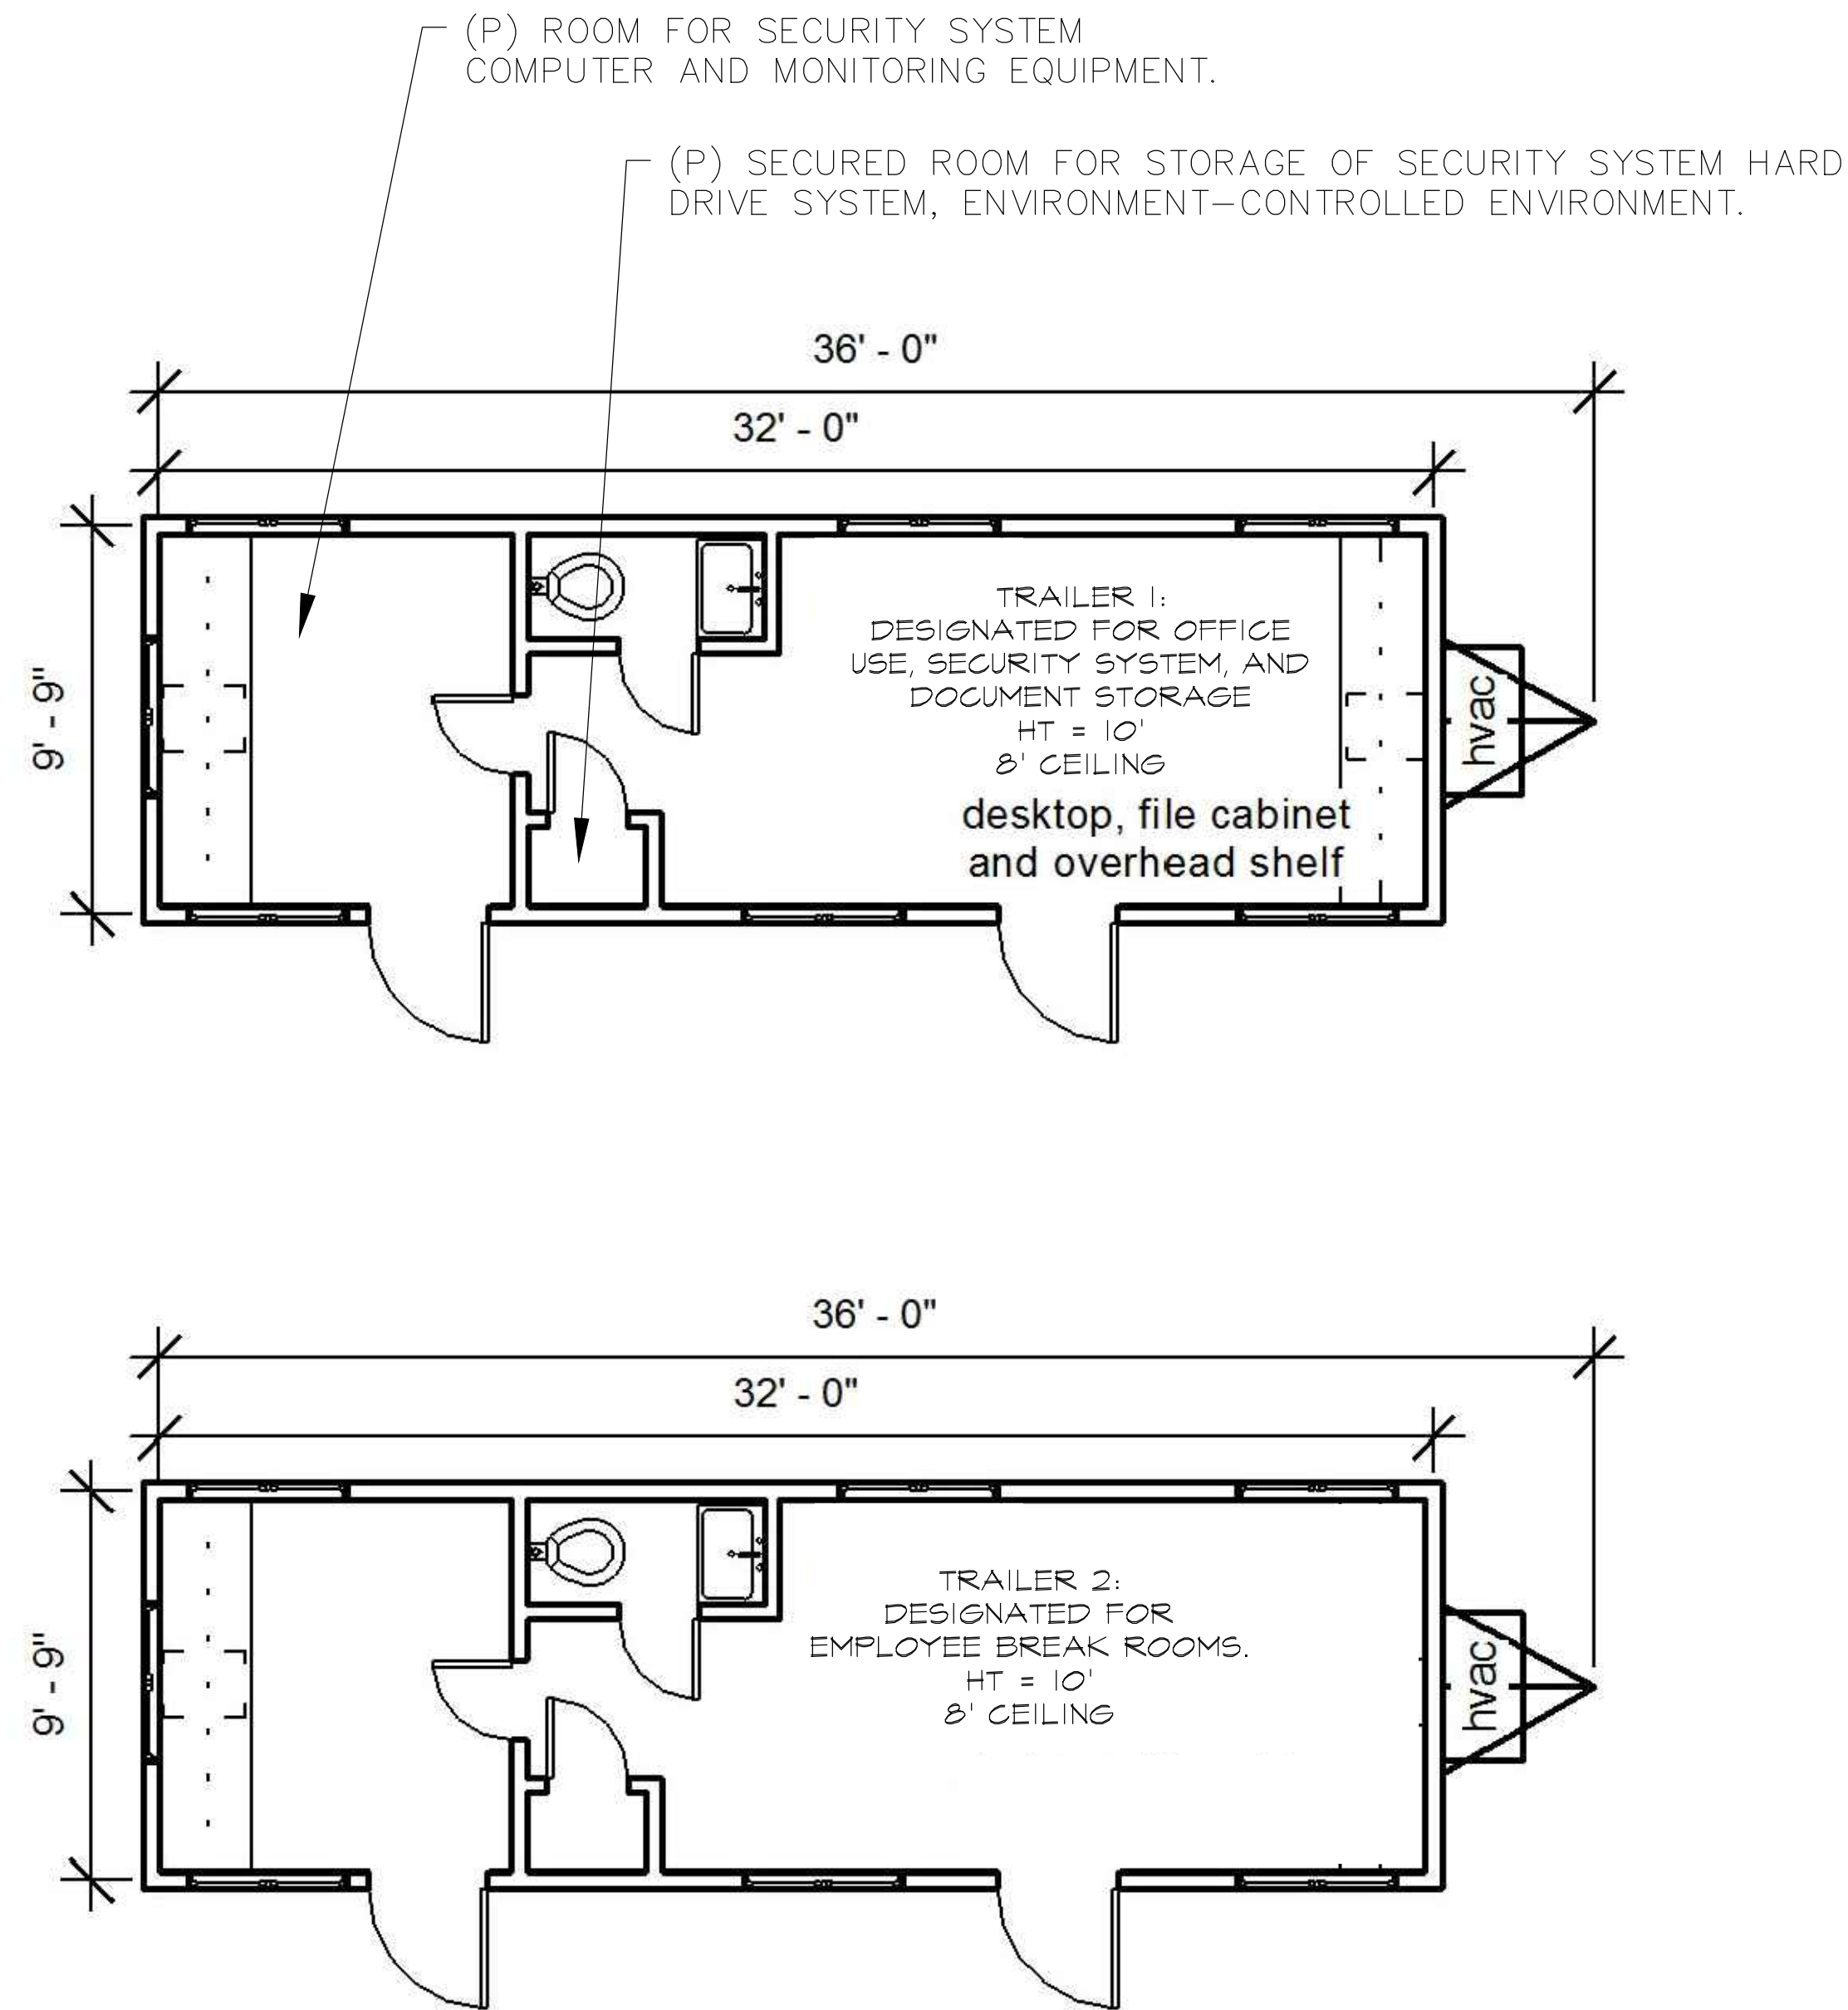 (P) ROOM FOR SECURITY SYSTEM
COMPUTER AND MONITORING EQUIPMENT.
(P) SECURED ROOM FOR STORAGE OF SECURITY SYSTEM HARD
DRIVE SYSTEM, ENVIRONMENT-CONTROLLED ENVIRONMENT.
36' - 0"
32' - 0"
9' - 9"
TRAILER 1:
DESIGNATED FOR OFFICE
USE, SECURITY SYSTEM, AND
DOCUMENT STORAGE
HT = 10'
8' CEILING
desktop, file cabinet
and overhead shelf
hvac
36' - 0"
32' - 0"
9' - 9"
TRAILER 2:
DESIGNATED FOR
EMPLOYEE BREAK ROOMS.
HT = 10'
8' CEILING
hvac